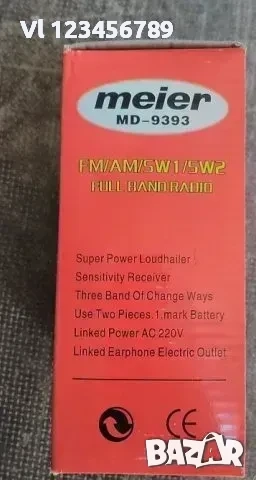 Vl 123456789
meier
MD-9393
FM/AM/SW1/SW2
FULL BAND RADIO
Super Power Loudhailer
Sensitivity Receiver
Three Band Of Change Ways
Use Two Pieces.1.mark Battery
Linked Power AC 220V
Linked Earphone Electric Outlet
CE
BAZAR